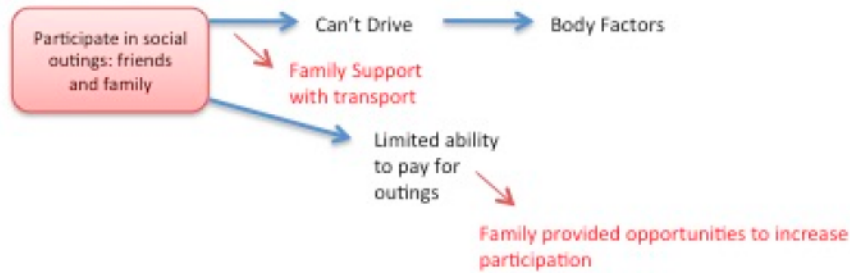 Participate in social
outings: friends
and family
Can't Drive
Body Factors
Family Support
with transport
Limited ability
to pay for
outings
Family provided opportunities to increase
participation